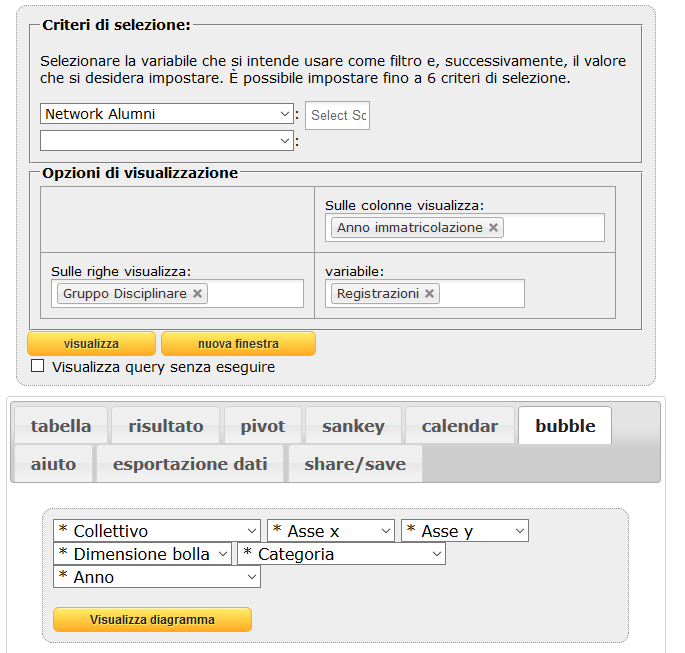 Criteri di selezione:
Selezionare la variabile che si intende usare come filtro e, successivamente, il valore
che si desidera impostare. È possibile impostare fino a 6 criteri di selezione.
Network Alumni : Select Sc
:
Opzioni di visualizzazione
Sulle colonne visualizza:
Anno immatricolazione ×
Sulle righe visualizza: variabile:
Gruppo Disciplinare × Registrazioni ×
visualizza nuova finestra
Visualizza query senza eseguire
tabella risultato pivot sankey calendar bubble
aiuto esportazione dati share/save
* Collettivo * Asse x * Asse y
* Dimensione bolla * Categoria
* Anno
Visualizza diagramma